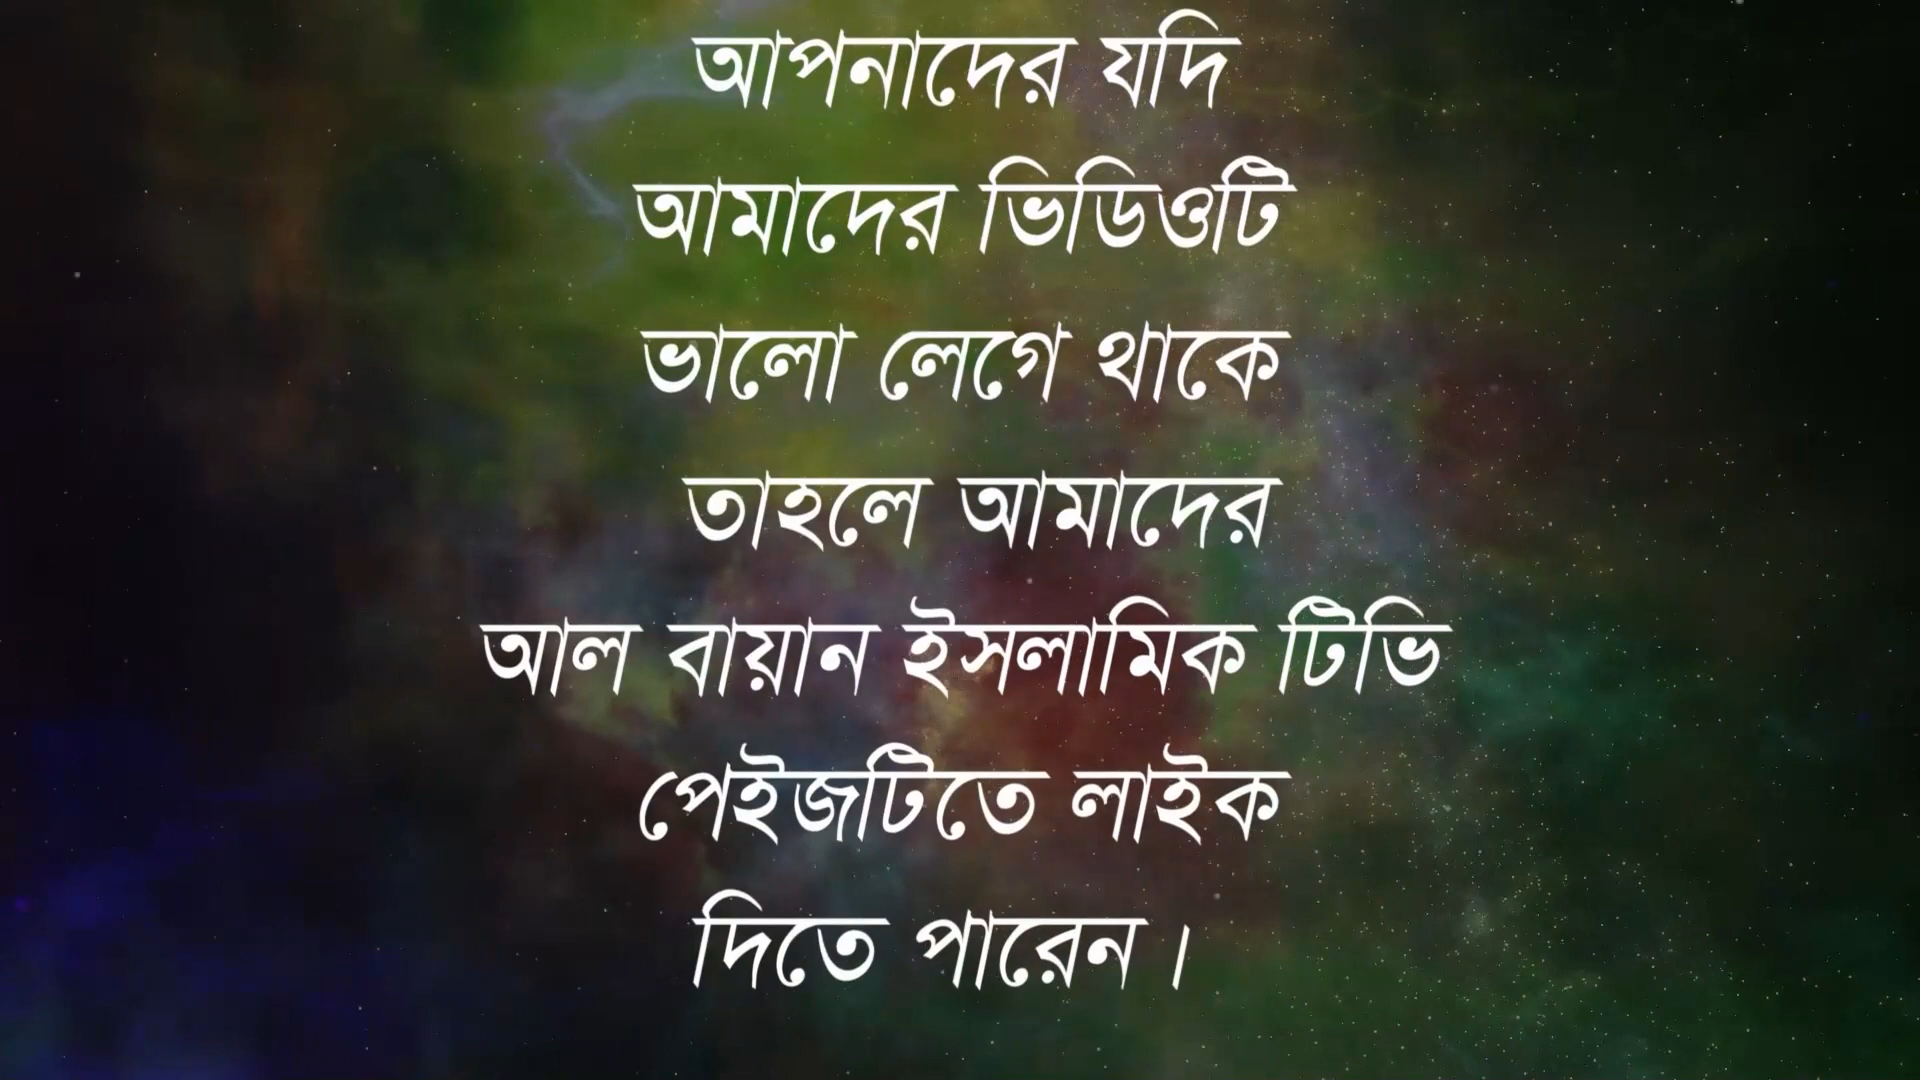 আপনাদের যদি
আমাদের ভিডিওটি
ভালো লেগে থাকে
তাহলে আমাদের
আল বায়ান ইসলামিক টিভি
পেইজটিতে লাইক
দিতে পারেন।